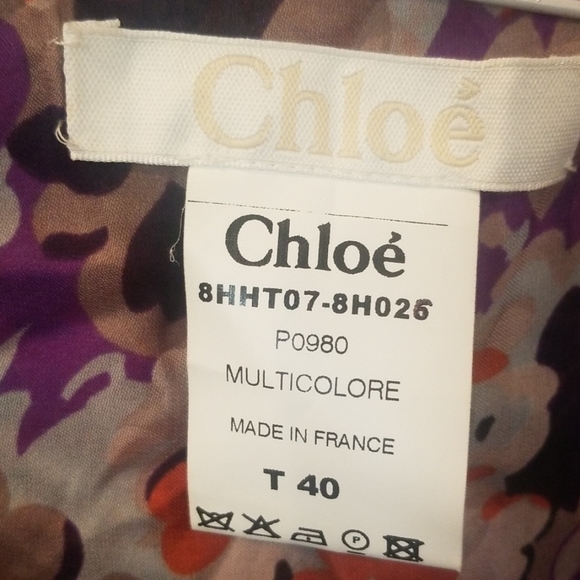 Chloé
Chloé
8HHT07-8H026
P0980
MULTICOLORE
MADE IN FRANCE
T 40
P